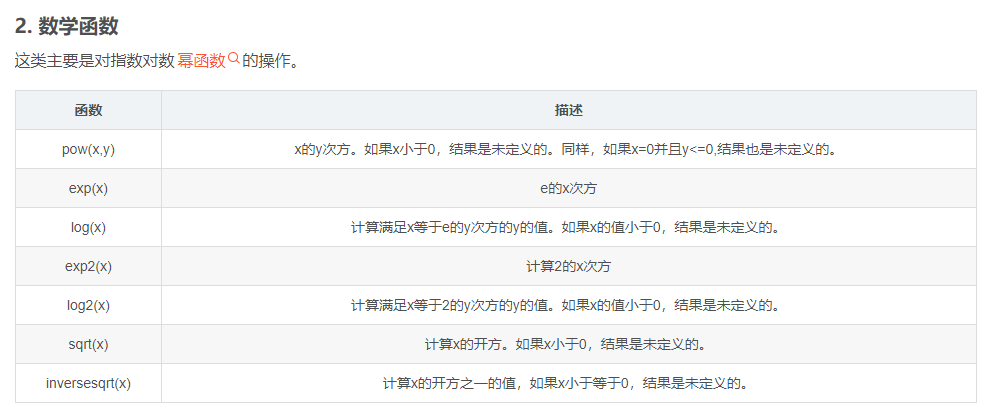 2. 数学函数
这类主要是对指数对数 幂函数 的操作。
函数 描述
pow(x,y) x的y次方。如果x小于0，结果是未定义的。同样，如果x=0并且y<=0,结果也是未定义的。
exp(x) e的x次方
log(x) 计算满足x等于e的y次方的y的值。如果x的值小于0，结果是未定义的。
exp2(x) 计算2的x次方
log2(x) 计算满足x等于2的y次方的y的值。如果x的值小于0，结果是未定义的。
sqrt(x) 计算x的开方。如果x小于0，结果是未定义的。
inversesqrt(x) 计算x的开方之一的值，如果x小于等于0，结果是未定义的。